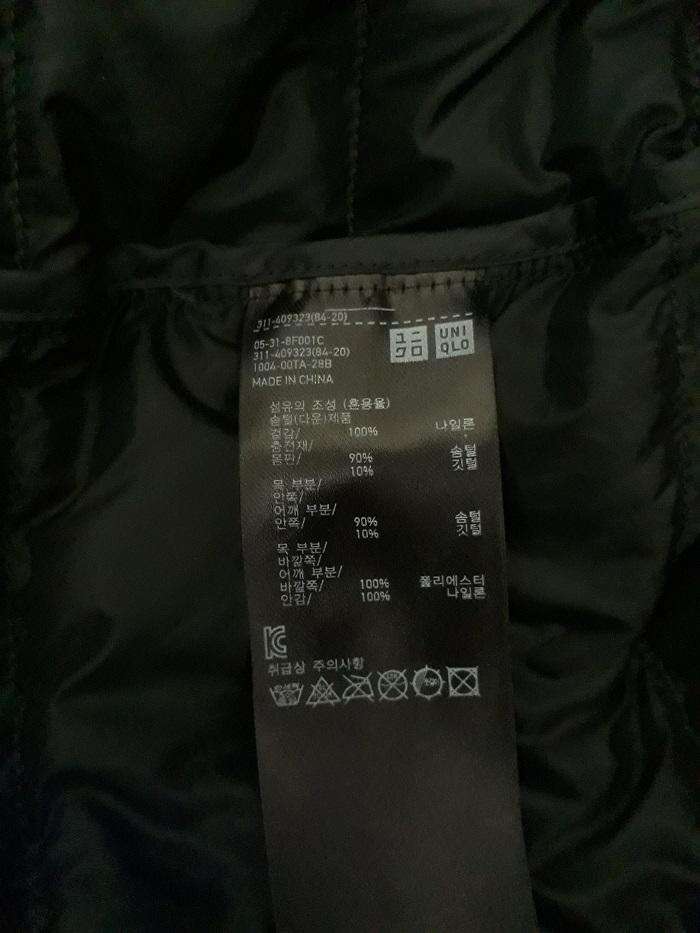 311-409323(84-20)
ユニ
クロ
UNI
QLO
05-31-8F001C
311-409323(84-20)
1004-00TA-28B
MADE IN CHINA
섬유의 조성 (혼용율)
솜털(다운)제품
겉감/ 100% 나일론
충전재/
몸판/ 90% 솜털
10% 깃털
목 부분/
안쪽/
어깨 부분/
안쪽/ 90% 솜털
10% 깃털
목 부분/
바깥쪽/
어깨 부분/
바깥쪽/ 100% 폴리에스터
안감/ 100% 나일론
취급상 주의사항